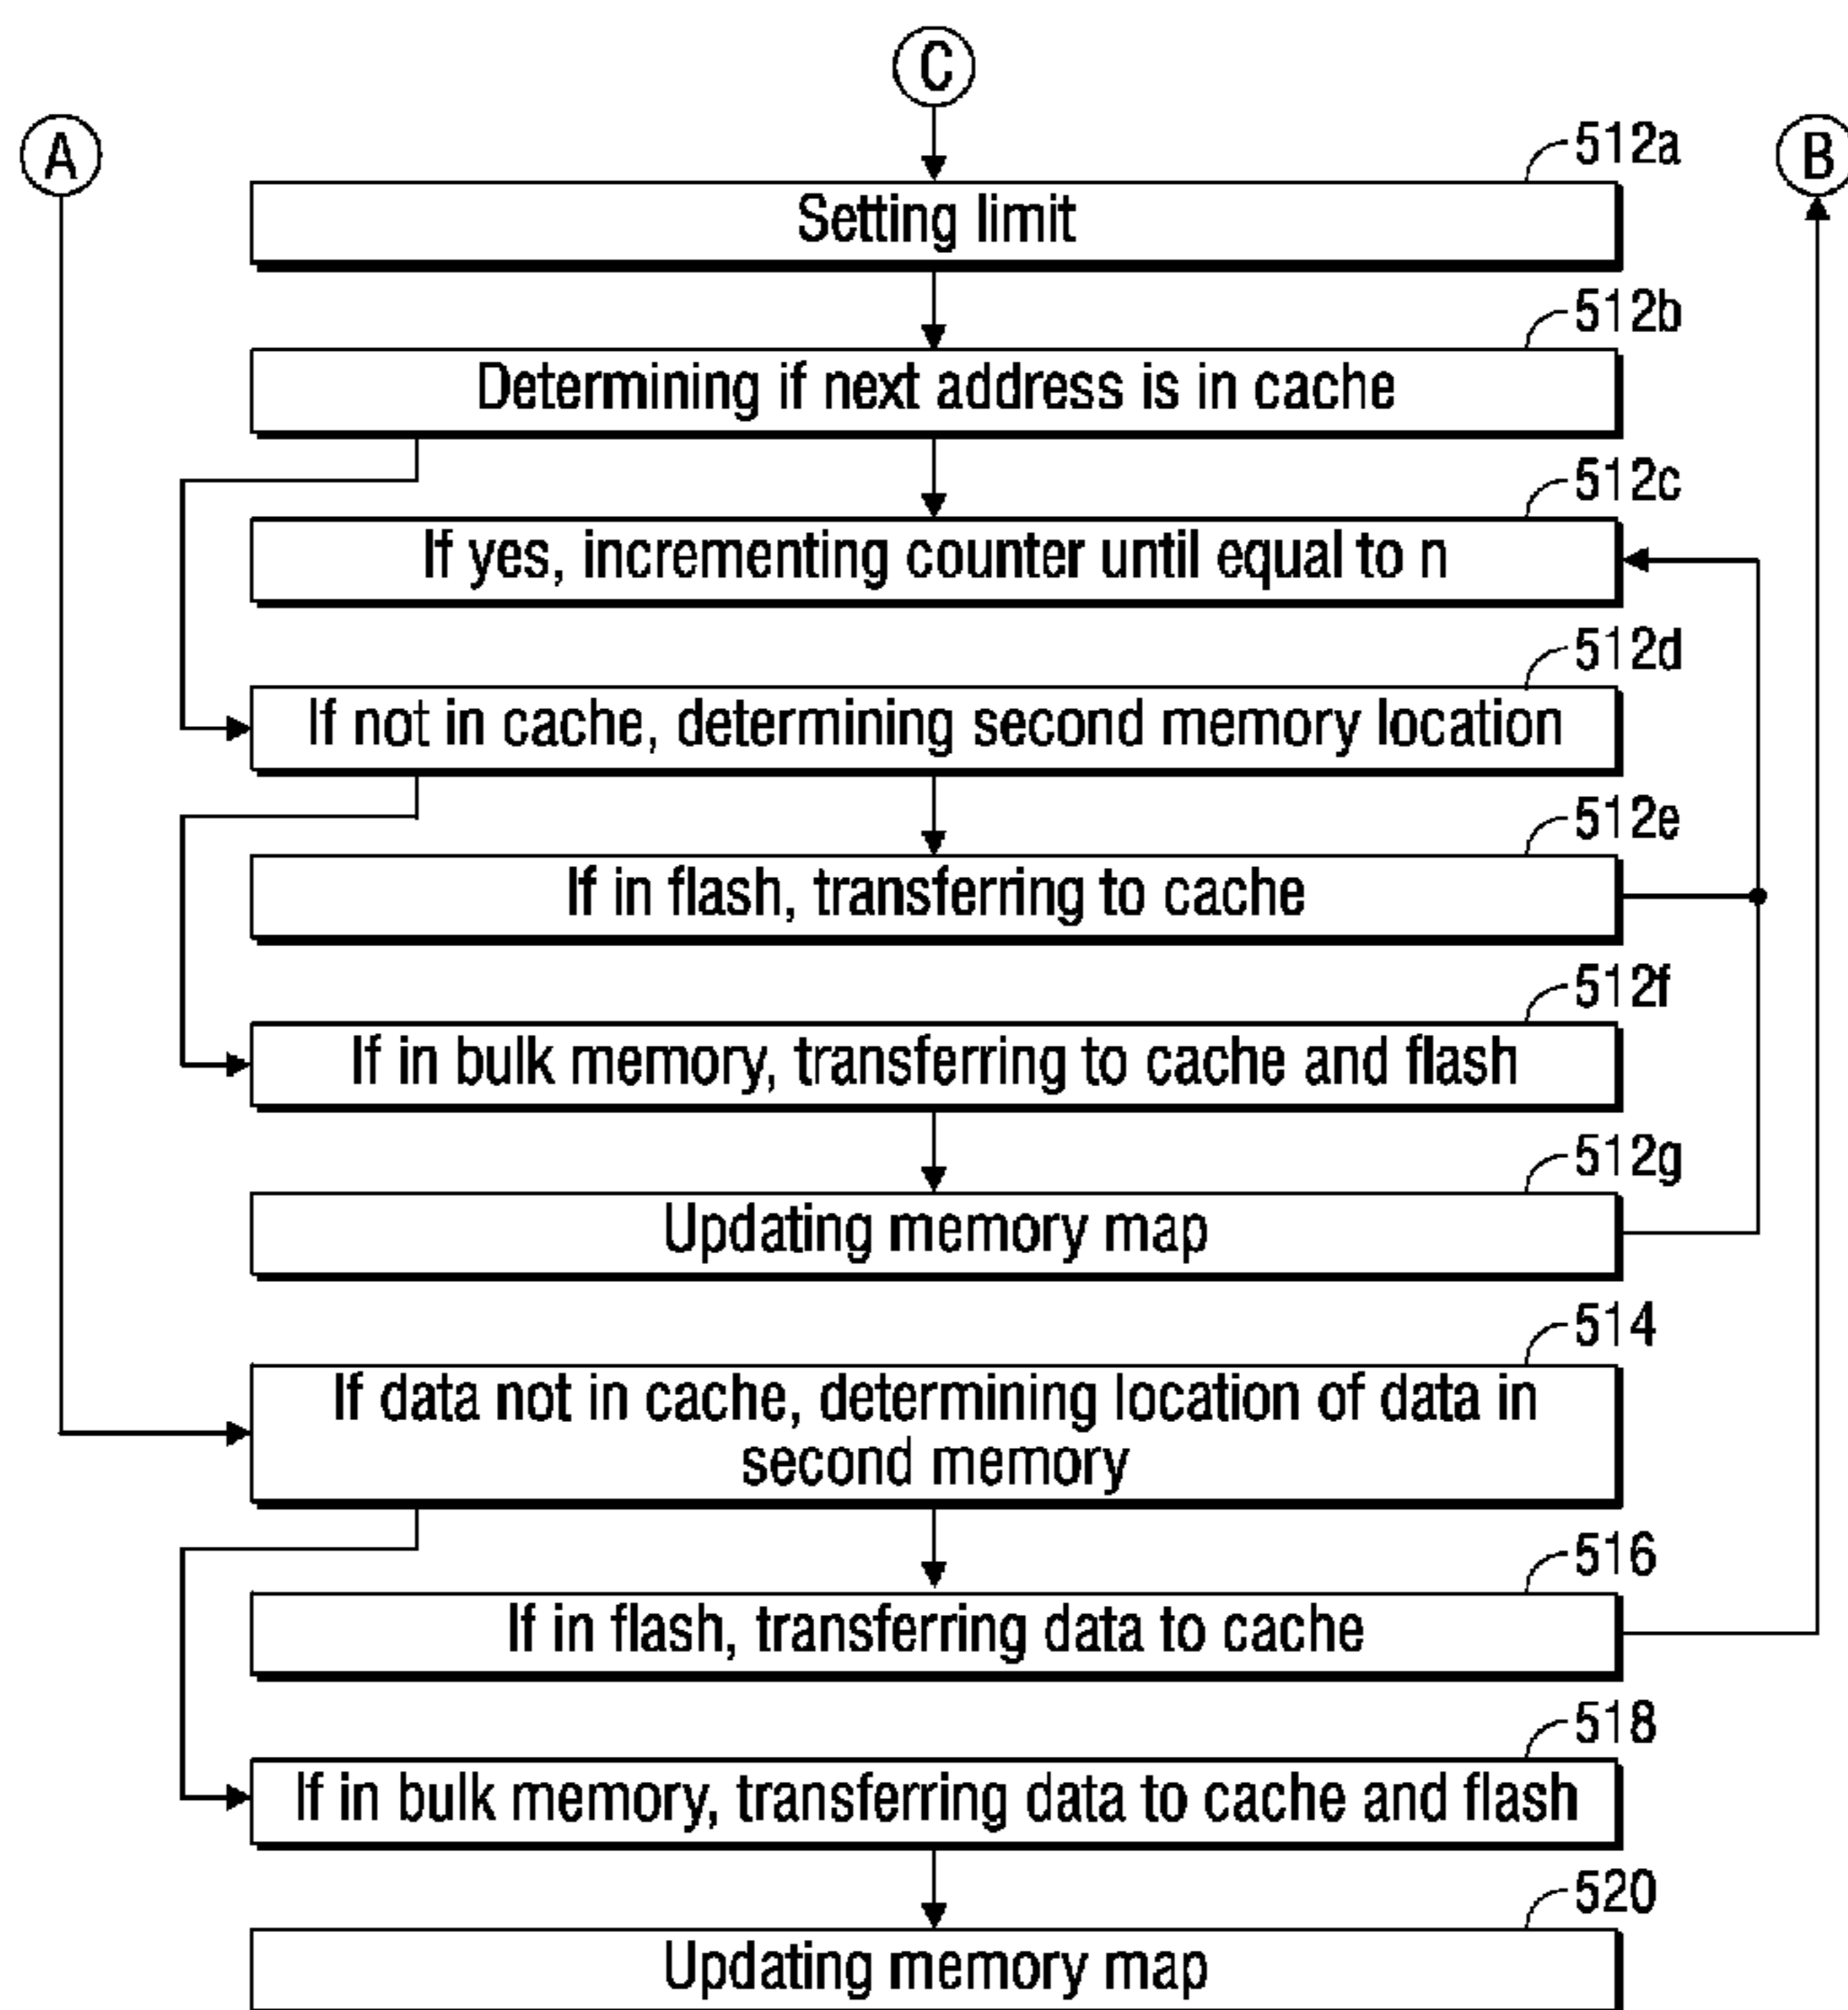 C
A
B
512a
Setting limit
512b
Determining if next address is in cache
512c
If yes, incrementing counter until equal to n
512d
If not in cache, determining second memory location
512e
If in flash, transferring to cache
512f
If in bulk memory, transferring to cache and flash
512g
Updating memory map
514
If data not in cache, determining location of data in
second memory
516
If in flash, transferring data to cache
518
If in bulk memory, transferring data to cache and flash
520
Updating memory map